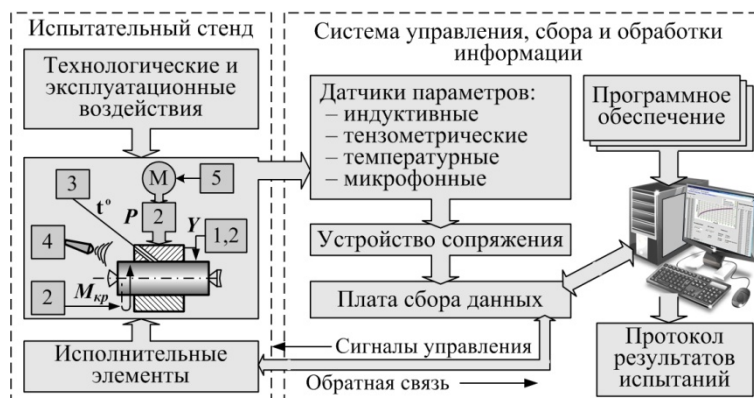 Испытательный стенд
Технологические и
эксплуатационные
воздействия
3
t°
4
2
Mкр
P
M
5
2
Y
1,2
Исполнительные
элементы
Система управления, сбора и обработки
информации
Датчики параметров:
– индуктивные
– тензометрические
– температурные
– микрофонные
Устройство сопряжения
Плата сбора данных
Программное
обеспечение
Протокол
результатов
испытаний
Сигналы управления
Обратная связь